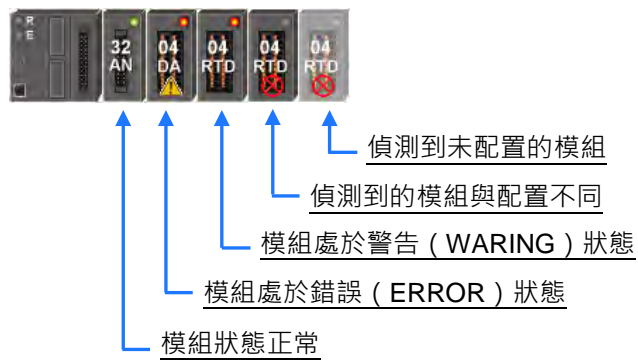 R
E
32
AN
04
DA
04
RTD
04
RTD
04
RTD
偵測到未配置的模組
偵測到的模組與配置不同
模組處於警告（WARING）狀態
模組處於錯誤（ERROR）狀態
模組狀態正常